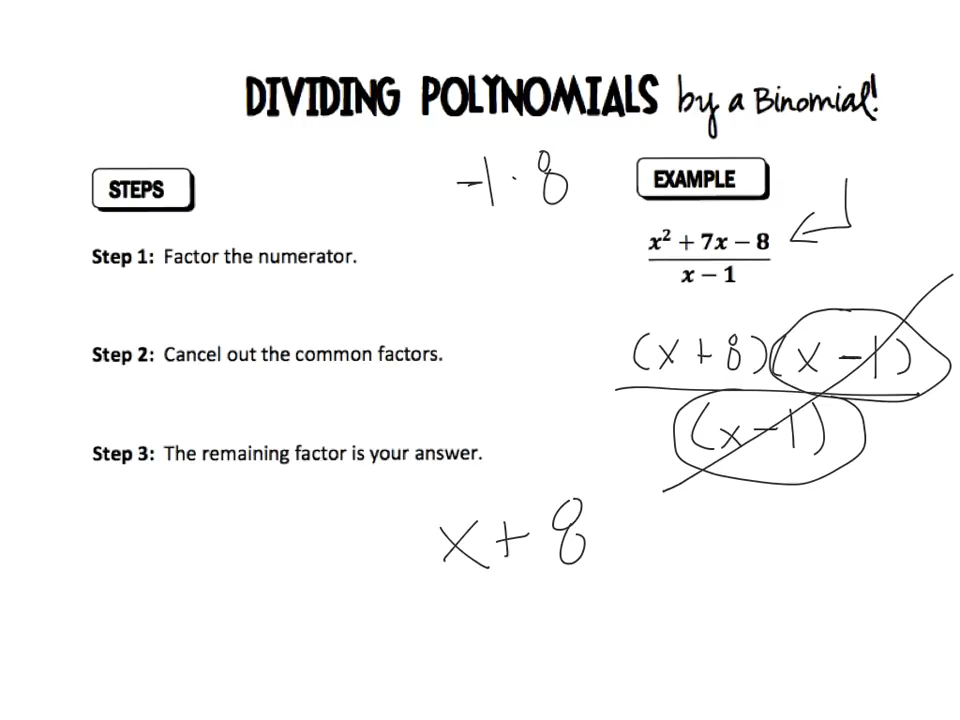 DIVIDING POLYNOMIALS by a Binomial!
STEPS
-1 · 8
EXAMPLE
Step 1: Factor the numerator.
x² + 7x − 8
x − 1
Step 2: Cancel out the common factors.
(x + 8)(x − 1)
(x − 1)
Step 3: The remaining factor is your answer.
x + 8